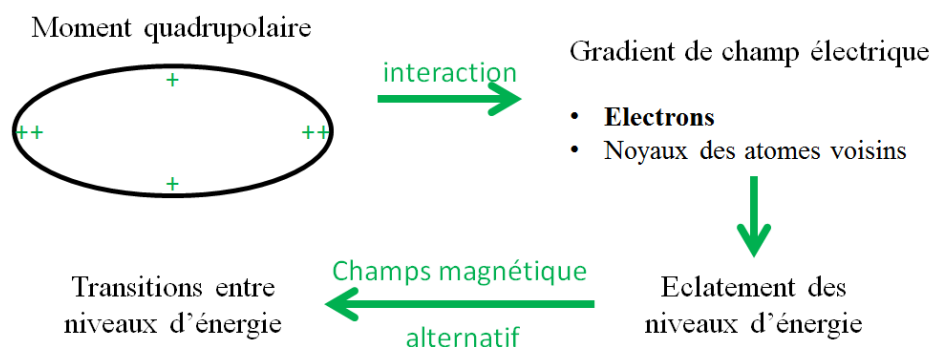 Moment quadrupolaire
+
++
++
+
interaction
Gradient de champ électrique
• Electrons
• Noyaux des atomes voisins
Eclatement des
niveaux d'énergie
Champs magnétique
alternatif
Transitions entre
niveaux d'énergie